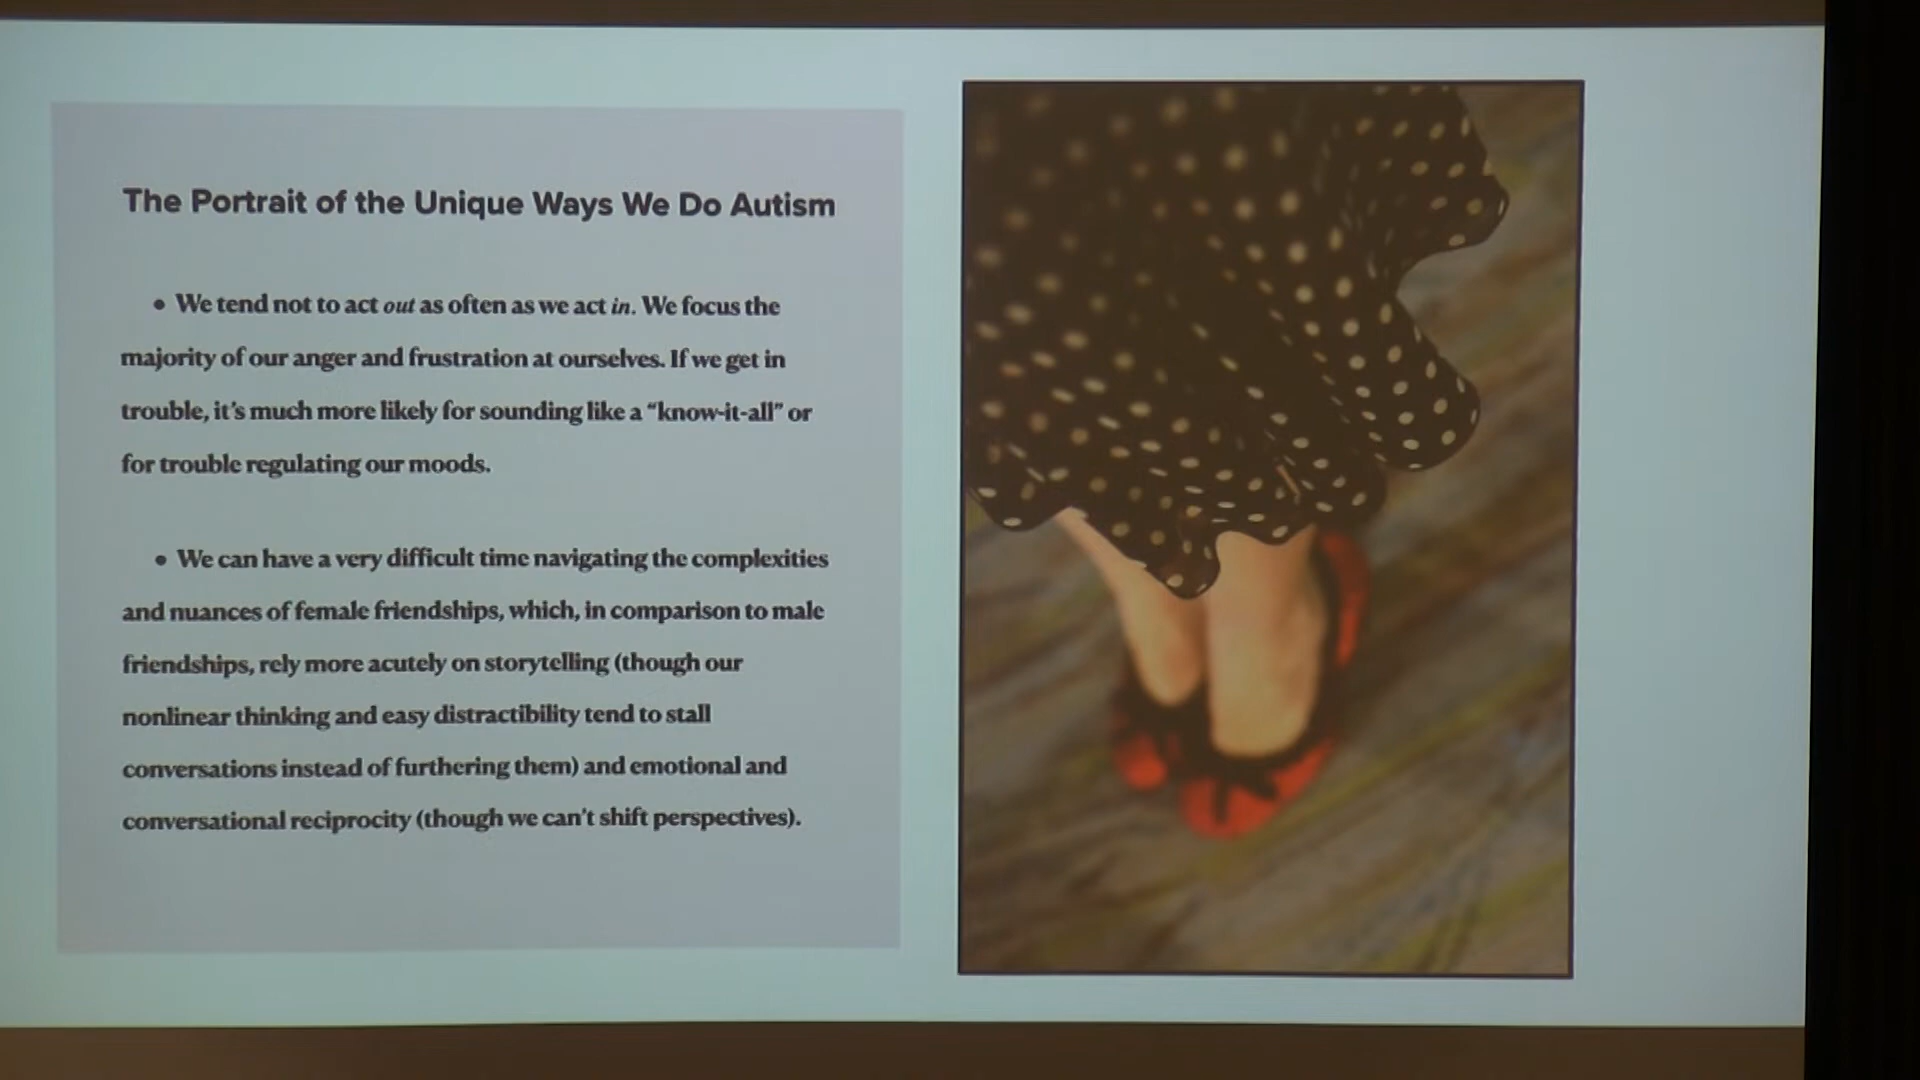 The Portrait of the Unique Ways We Do Autism
• We tend not to act out as often as we act in. We focus the
majority of our anger and frustration at ourselves. If we get in
trouble, it's much more likely for sounding like a "know-it-all" or
for trouble regulating our moods.
• We can have a very difficult time navigating the complexities
and nuances of female friendships, which, in comparison to male
friendships, rely more acutely on storytelling (though our
nonlinear thinking and easy distractibility tend to stall
conversations instead of furthering them) and emotional and
conversational reciprocity (though we can't shift perspectives).